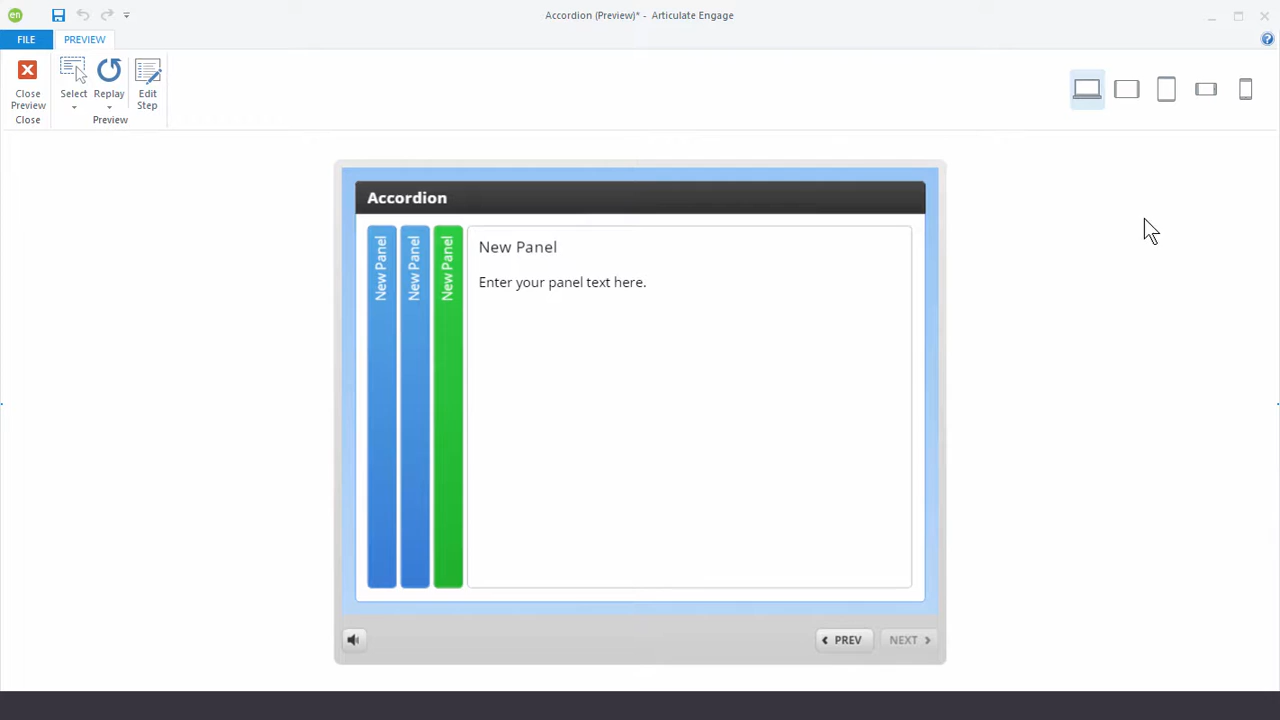 en
Accordion (Preview)* - Articulate Engage
FILE
PREVIEW
Close
Preview
Close
Select
Replay
Preview
Edit
Step
?
Accordion
New Panel
New Panel
New Panel
New Panel
Enter your panel text here.
PREV
NEXT